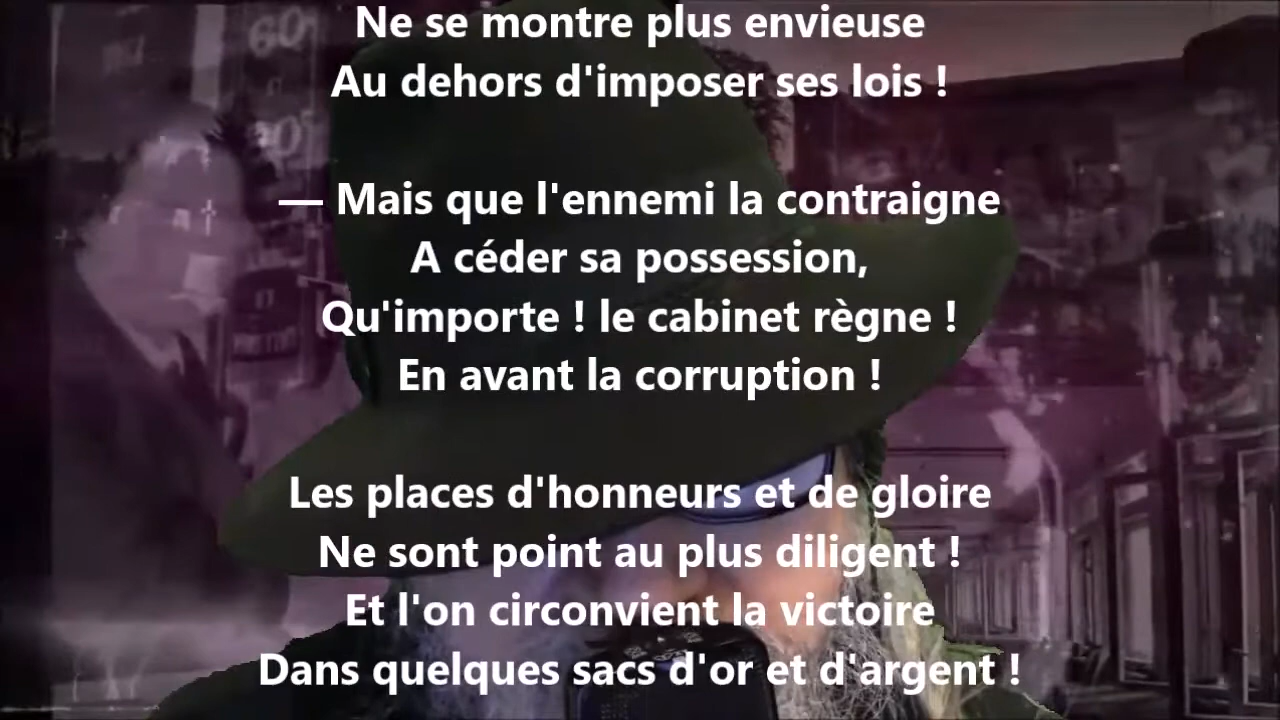 Ne se montre plus envieuse
Au dehors d'imposer ses lois !
— Mais que l'ennemi la contraigne
A céder sa possession,
Qu'importe ! le cabinet règne !
En avant la corruption !
Les places d'honneurs et de gloire
Ne sont point au plus diligent !
Et l'on circonvient la victoire
Dans quelques sacs d'or et d'argent !